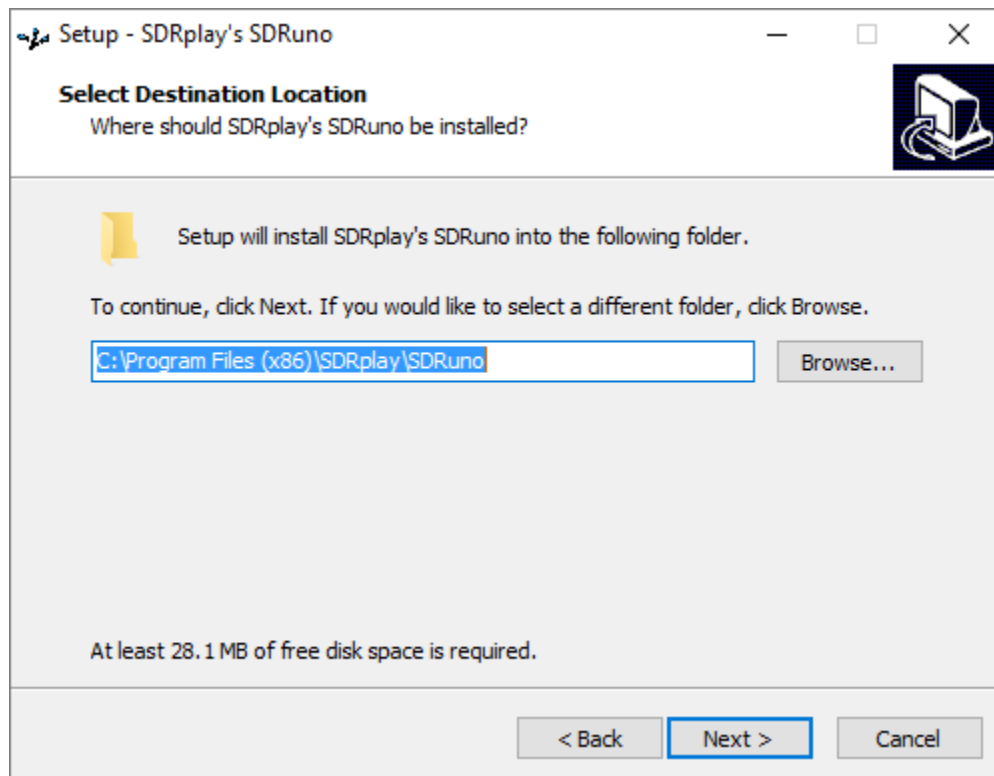 Setup - SDRplay's SDRuno
Select Destination Location
Where should SDRplay's SDRuno be installed?
Setup will install SDRplay's SDRuno into the following folder.
To continue, click Next. If you would like to select a different folder, click Browse.
C:\Program Files (x86)\SDRplay\SDRuno
Browse...
At least 28.1 MB of free disk space is required.
< Back
Next >
Cancel